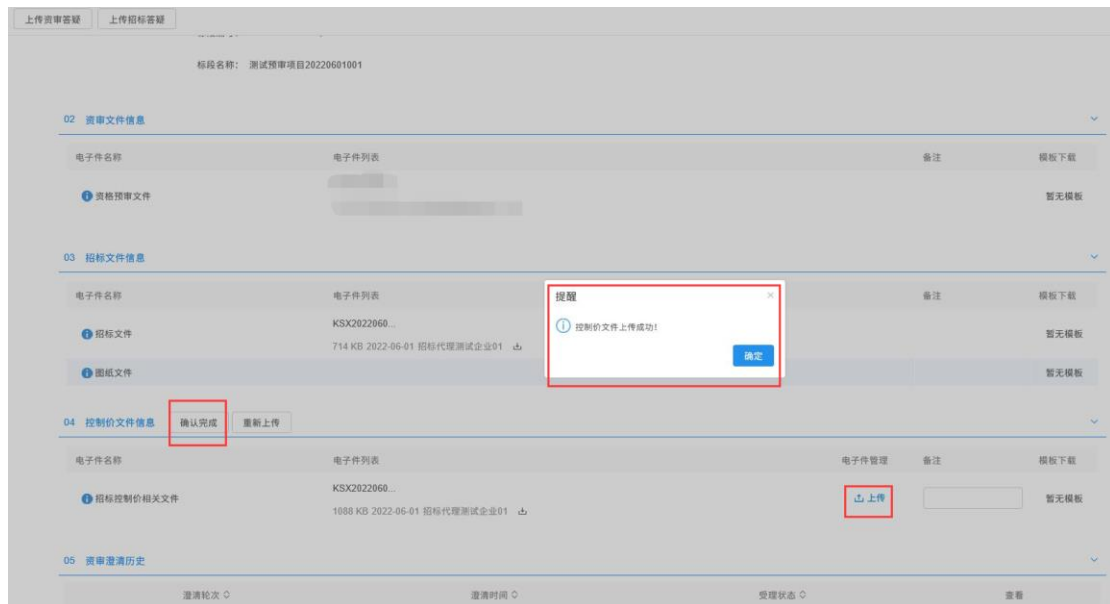 上传资审答疑 上传招标答疑
标段名称： 测试预审项目20220601001
02 资审文件信息
电子件名称 电子件列表 备注 模板下载
资格预审文件 暂无模板
03 招标文件信息
电子件名称 电子件列表 备注 模板下载
招标文件 KSX2022060... 暂无模板
714 KB 2022-06-01 招标代理测试企业01
图纸文件 暂无模板
提醒 ×
控制价文件上传成功!
确定
04 控制价文件信息 确认完成 重新上传
电子件名称 电子件列表 电子件管理 备注 模板下载
招标控制价相关文件 KSX2022060... 上传 暂无模板
1088 KB 2022-06-01 招标代理测试企业01
05 资审澄清历史
澄清轮次 澄清时间 受理状态 查看